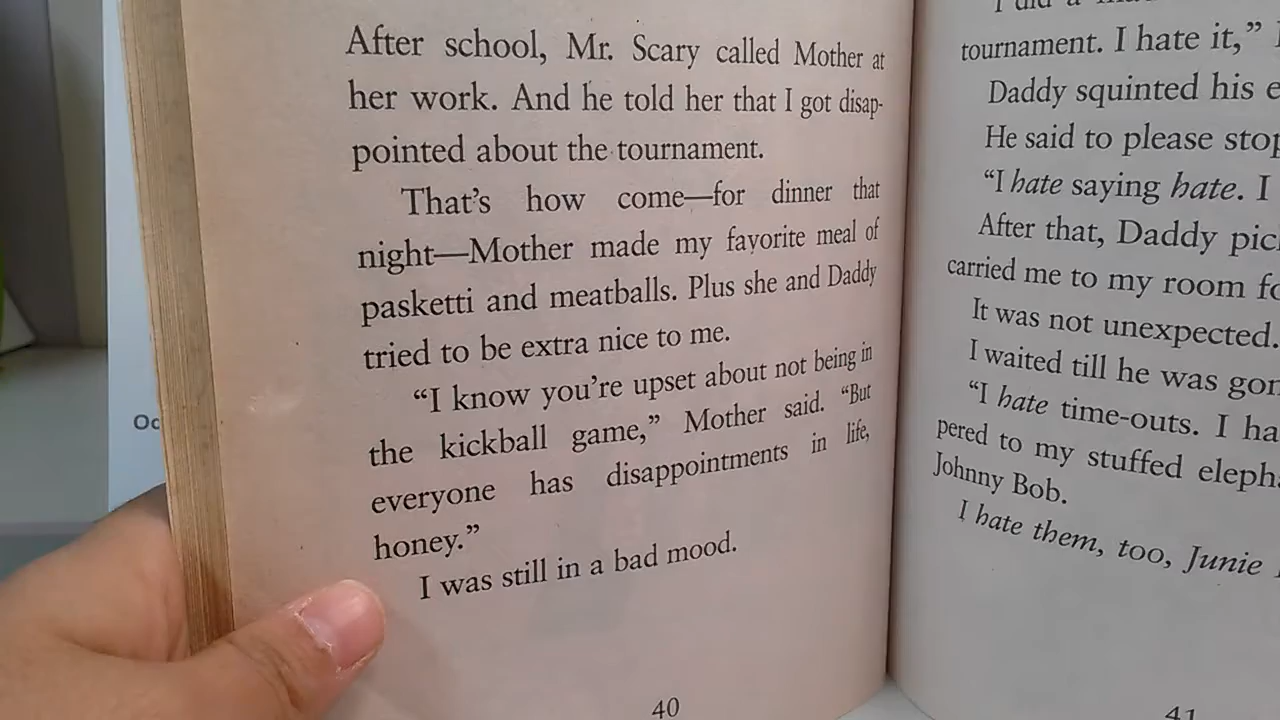 After school, Mr. Scary called Mother at
her work. And he told her that I got disap-
pointed about the tournament.
That's how come—for dinner that
night—Mother made my favorite meal of
pasketti and meatballs. Plus she and Daddy
tried to be extra nice to me.
“I know you're upset about not being in
the kickball game,” Mother said. “But
everyone has disappointments in life,
honey.”
I was still in a bad mood.
40
tournament. I hate it,”
Daddy squinted his
He said to please
“I hate saying hate. I
After that, Daddy
carried me to my room
It was not unexpected.
I waited till he was
“I hate time-outs. I
pered to my stuffed
Johnny Bob.
I hate them, too, Junie
41